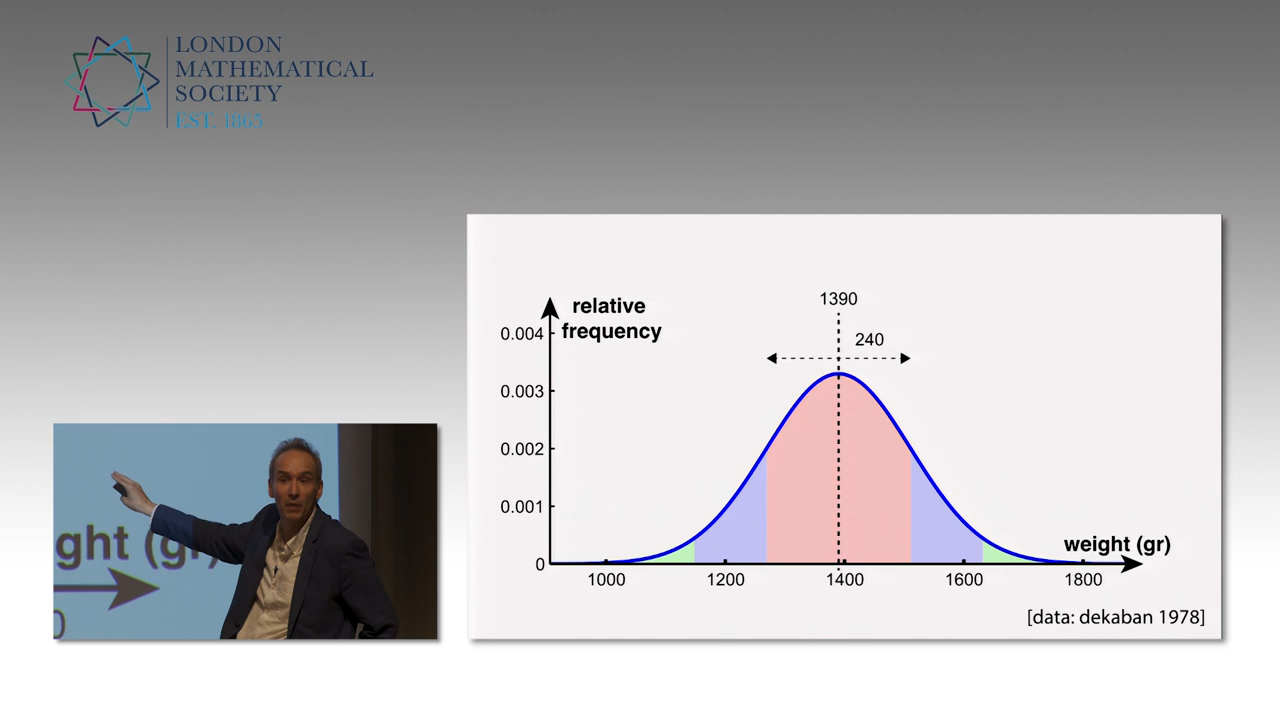 LONDON
MATHEMATICAL
SOCIETY
EST. 1865
relative
frequency
1390
240
0.004
0.003
0.002
0.001
0
1000
1200
1400
1600
1800
weight (gr)
[data: dekaban 1978]
ght (gr)
0